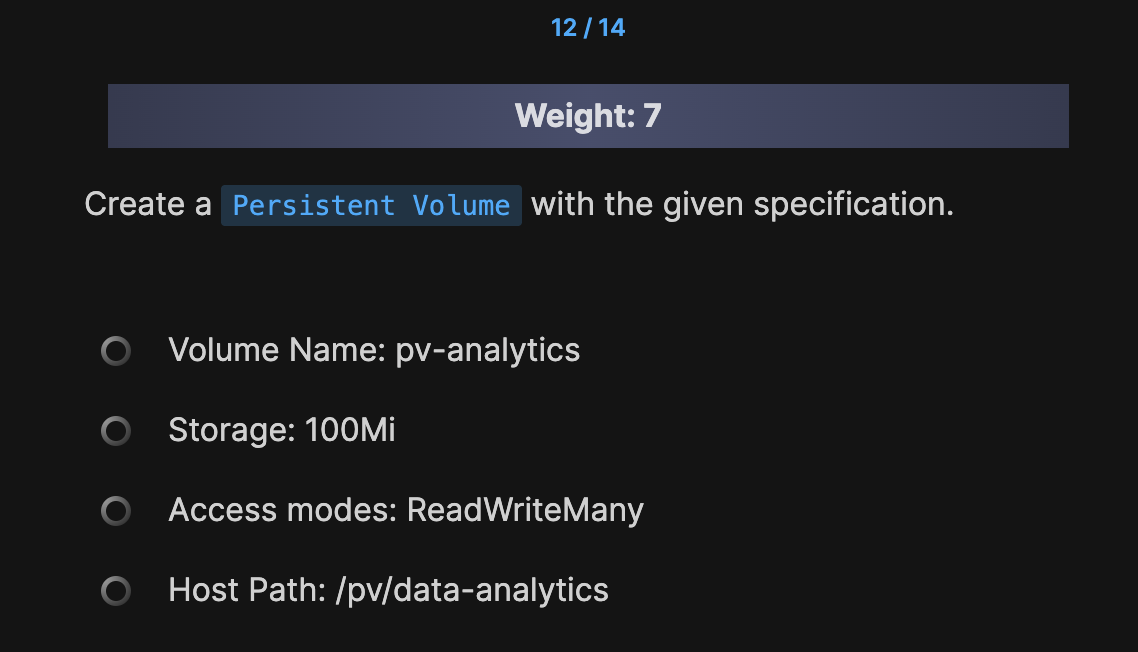 12 / 14
Weight: 7
Create a Persistent Volume with the given specification.
Volume Name: pv-analytics
Storage: 100Mi
Access modes: ReadWriteMany
Host Path: /pv/data-analytics